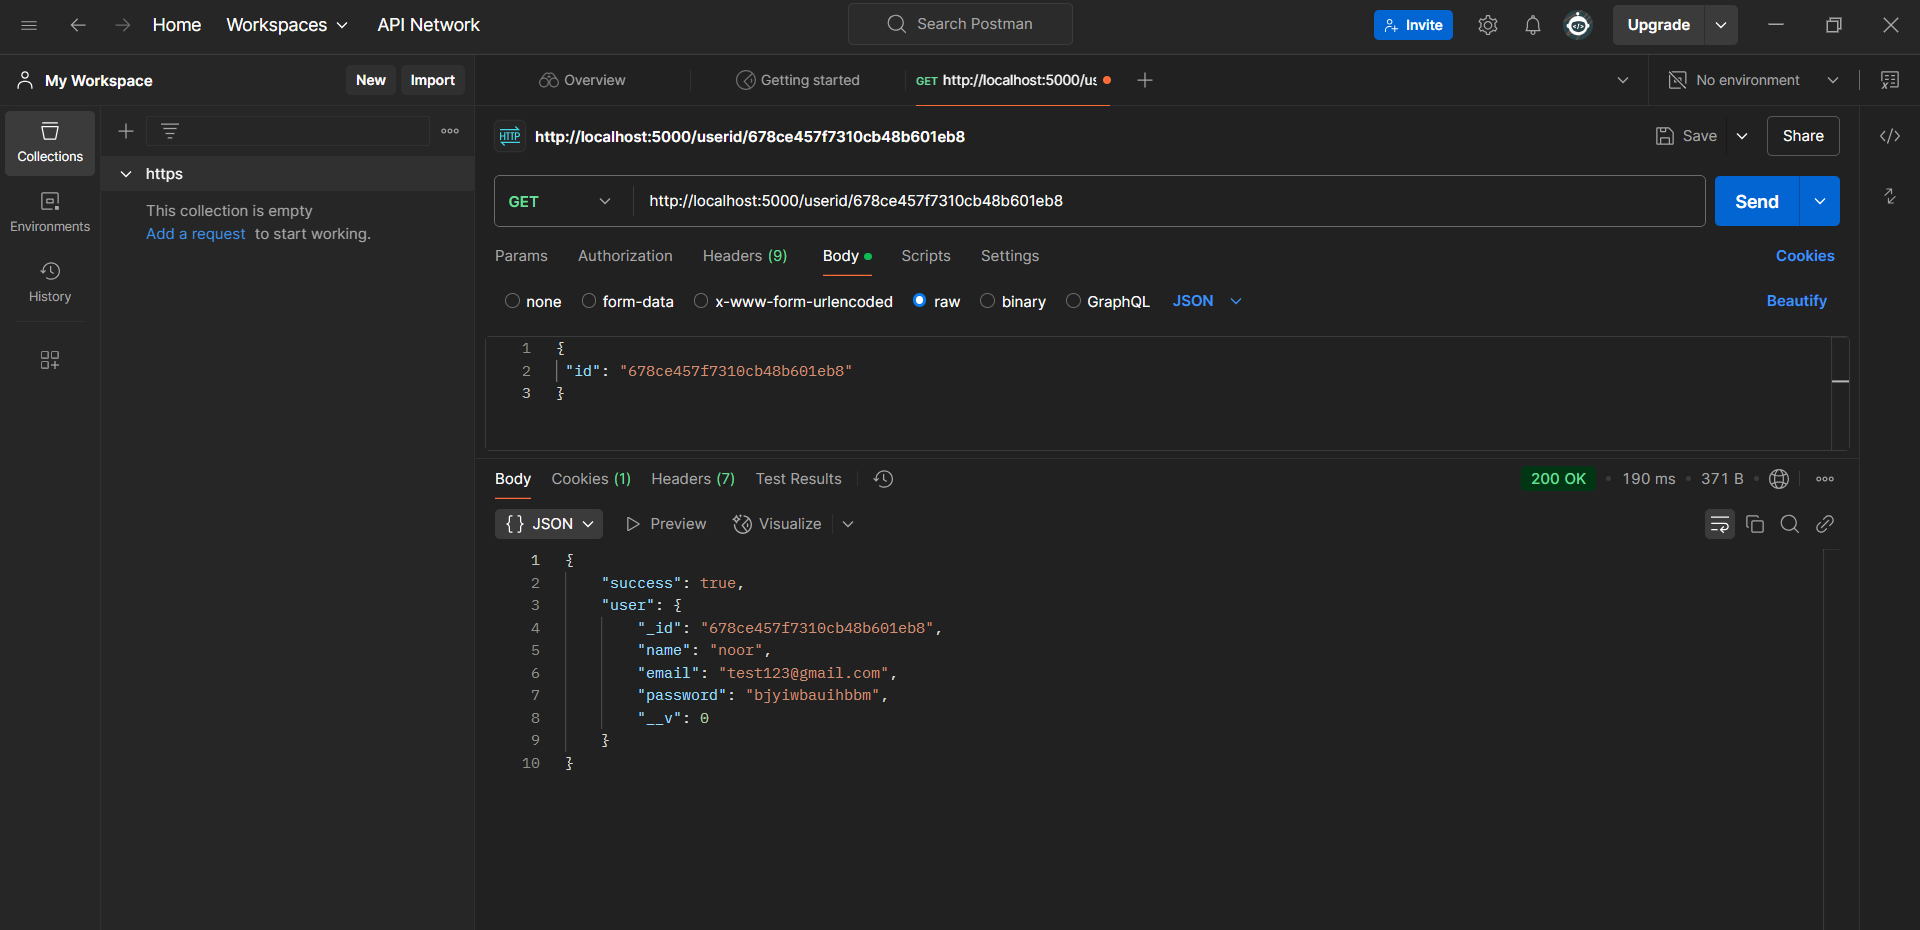 Home Workspaces API Network Search Postman Invite Upgrade
My Workspace New Import Overview Getting started GET http://localhost:5000/us No environment
Collections
Environments
History
https
This collection is empty
Add a request to start working.
HTTP http://localhost:5000/userid/678ce457f7310cb48b601eb8 Save Share
GET http://localhost:5000/userid/678ce457f7310cb48b601eb8 Send
Params Authorization Headers (9) Body Scripts Settings Cookies
none form-data x-www-form-urlencoded raw binary GraphQL JSON Beautify
1 {
2 "id": "678ce457f7310cb48b601eb8"
3 }
Body Cookies (1) Headers (7) Test Results 200 OK • 190 ms • 371 B •
{} JSON Preview Visualize
1 {
2 "success": true,
3 "user": {
4 "_id": "678ce457f7310cb48b601eb8",
5 "name": "noor",
6 "email": "test123@gmail.com",
7 "password": "bjyiwbauihbbm",
8 "__v": 0
9 }
10 }